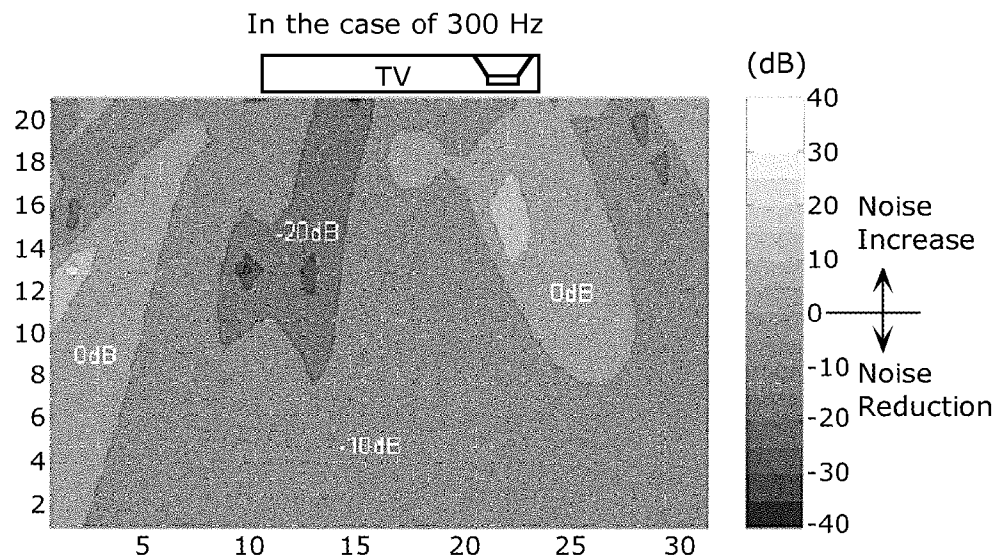 In the case of 300 Hz
TV
(dB)
20
18
16
14
12
10
8
6
4
2
5
10
15
20
25
30
-20dB
0dB
0dB
-10dB
40
30
20
10
0
-10
-20
-30
-40
Noise
Increase
Noise
Reduction